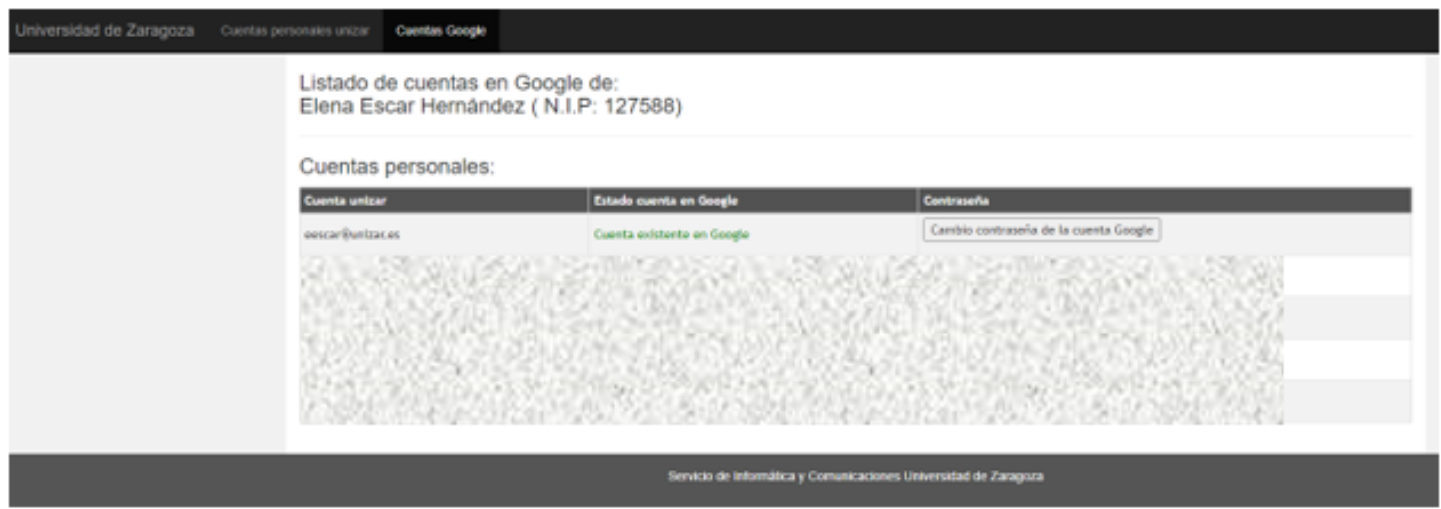 Universidad de Zaragoza Cuentas personales unizar Cuentas Google
Listado de cuentas en Google de:
Elena Escar Hernández ( N.I.P: 127588)
Cuentas personales:
Cuenta unizar Estado cuenta en Google Contraseña
eescar@unizar.es Cuenta existente en Google Cambio contraseña de la cuenta Google
Servicio de Informática y Comunicaciones Universidad de Zaragoza